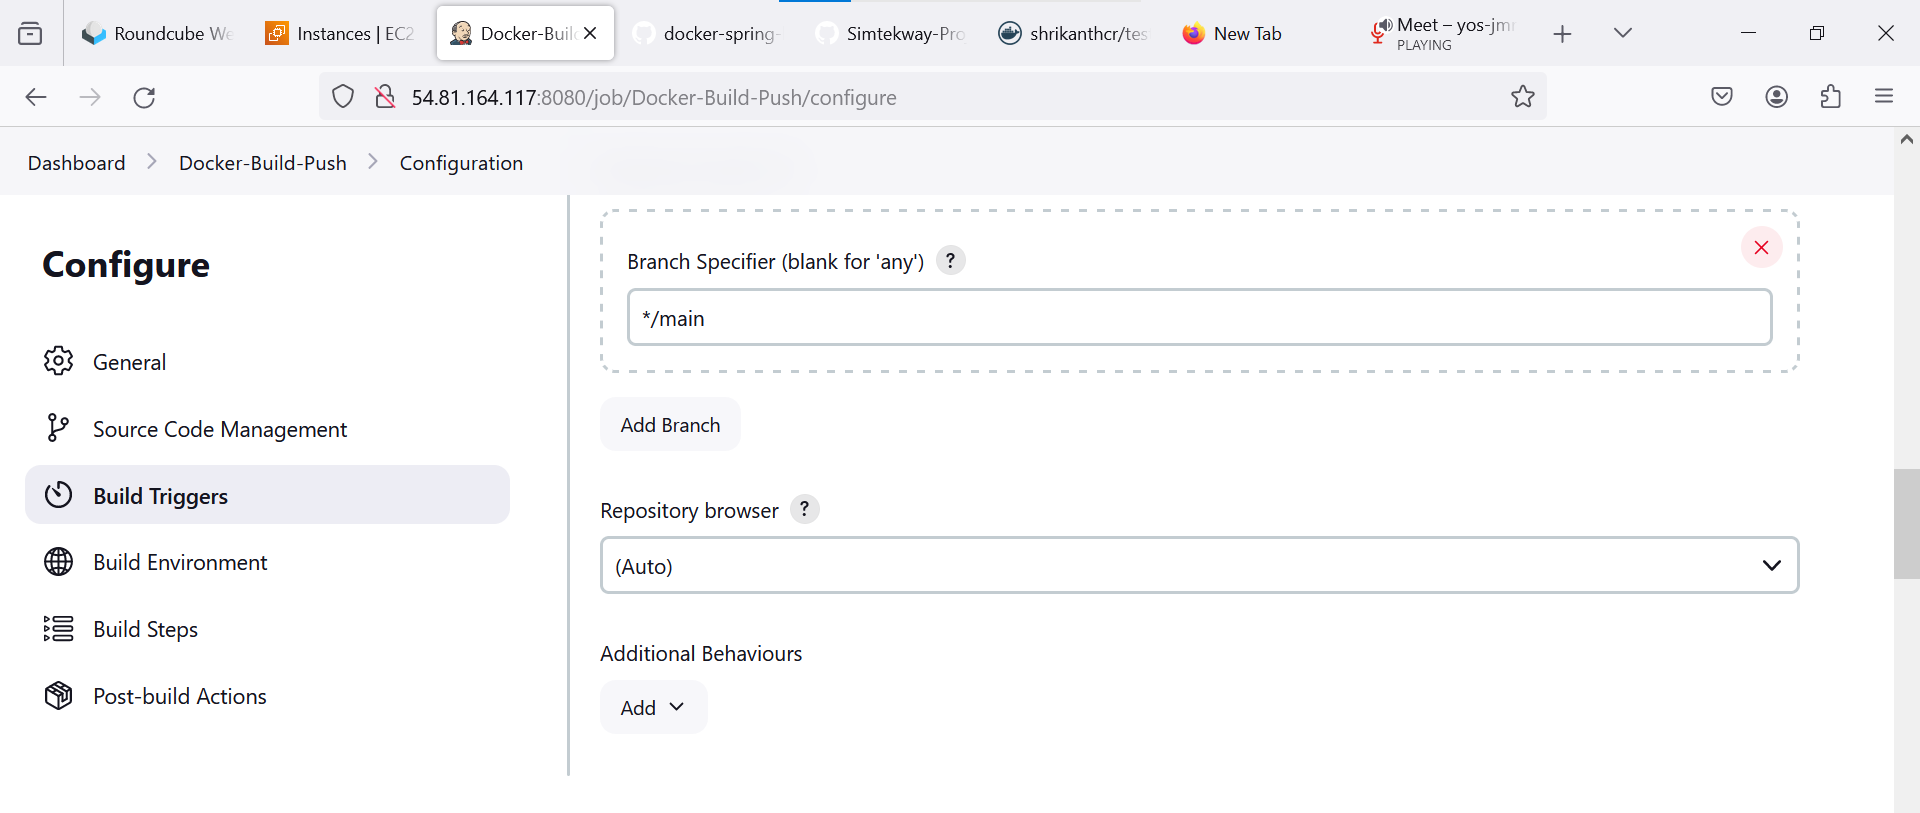 Roundcube We
Instances | EC2
Docker-Buil
docker-spring-
Simtekway-Pro
shrikanthcr/tes
New Tab
Meet – yos-jmr
PLAYING
54.81.164.117:8080/job/Docker-Build-Push/configure
Dashboard > Docker-Build-Push > Configuration
Configure
General
Source Code Management
Build Triggers
Build Environment
Build Steps
Post-build Actions
Branch Specifier (blank for 'any') ?
*/main
Add Branch
Repository browser ?
(Auto)
Additional Behaviours
Add